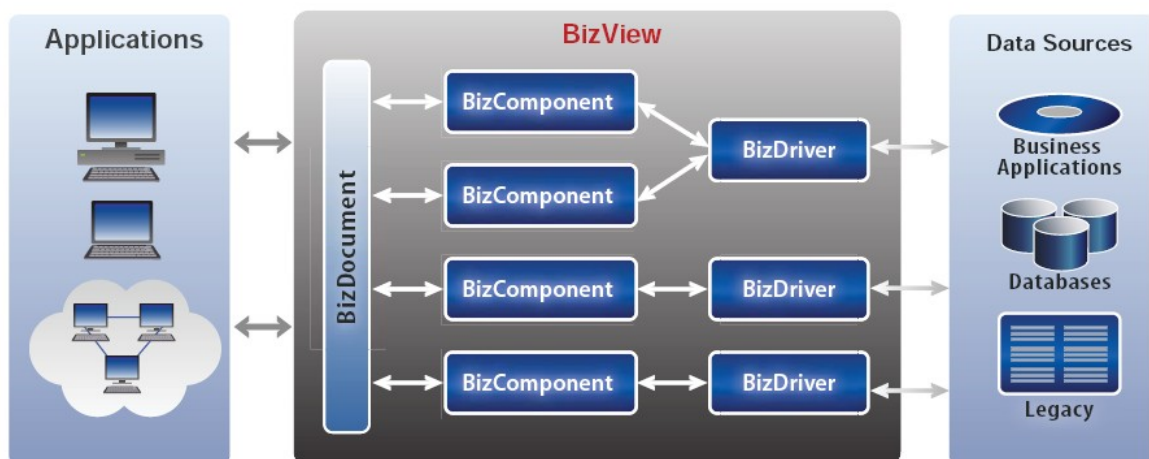 Applications
BizView
Data Sources
BizDocument
BizComponent
BizComponent
BizComponent
BizComponent
BizDriver
BizDriver
BizDriver
Business
Applications
Databases
Legacy